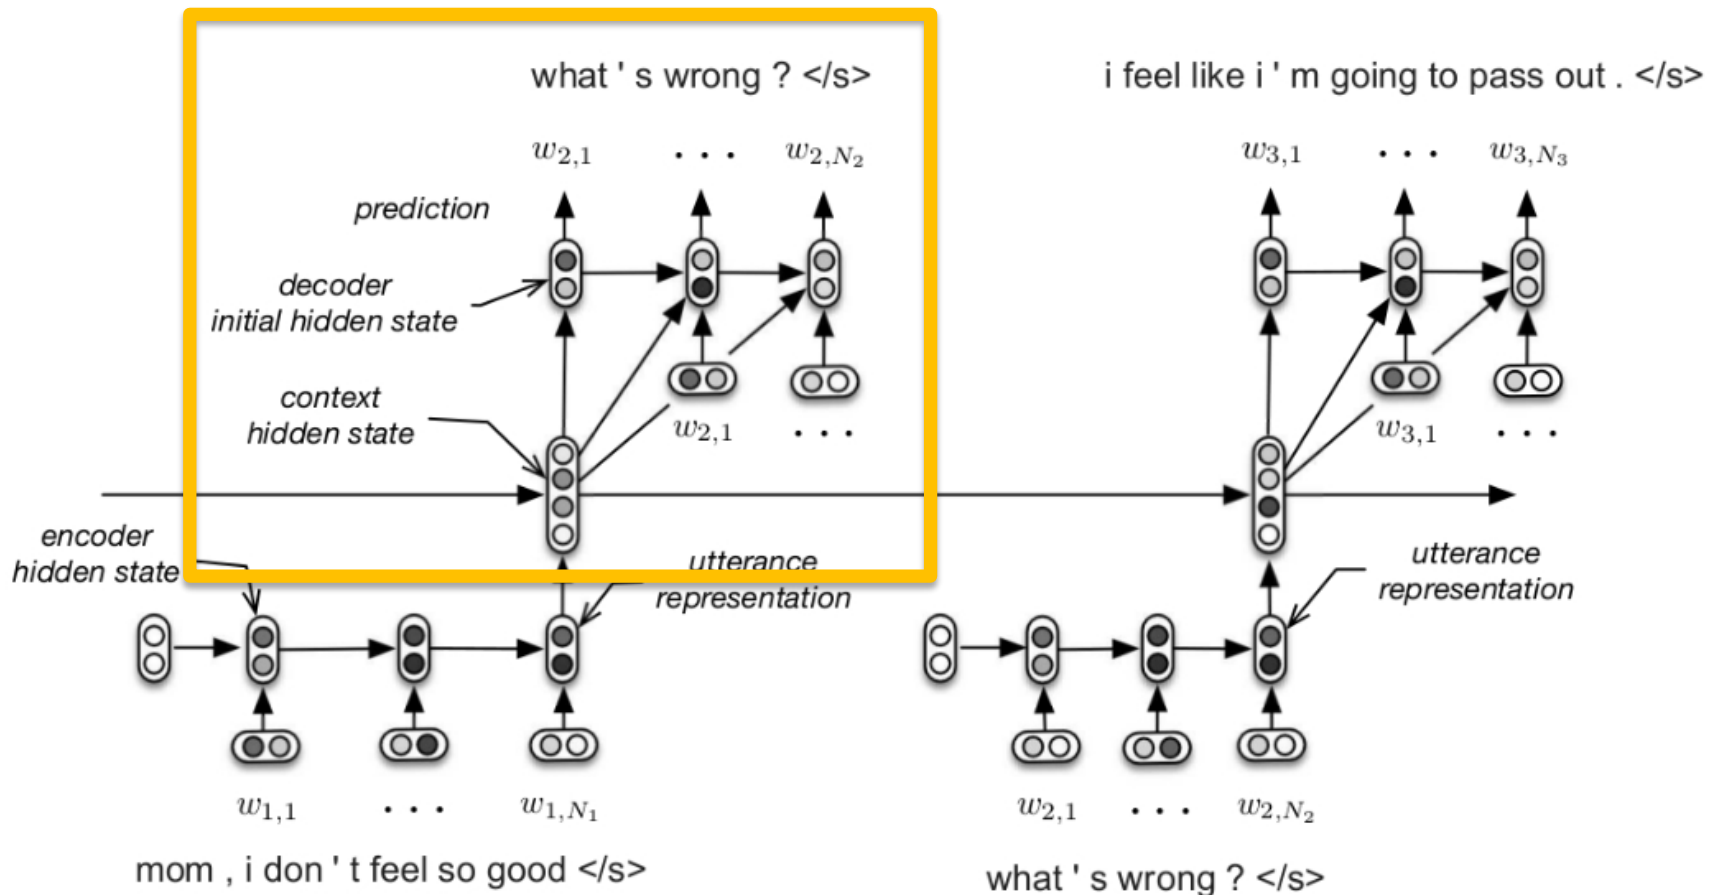 what ' s wrong ? </s>
i feel like i ' m going to pass out . </s>
w2,1 . . . w2,N2
w3,1 . . . w3,N3
prediction
decoder
initial hidden state
context
hidden state
w2,1 . . .
w3,1 . . .
encoder
hidden state
utterance
representation
utterance
representation
w1,1 . . . w1,N1
w2,1 . . . w2,N2
mom , i don ' t feel so good </s>
what ' s wrong ? </s>